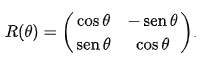 R(θ) = ( cos θ − sen θ
sen θ cos θ ).